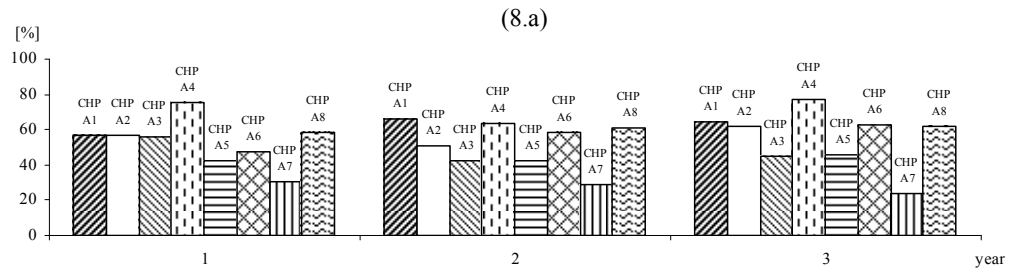 (8.a)
[%]
100
80
60
40
20
0
CHP A1
CHP A2
CHP A3
CHP A4
CHP A5
CHP A6
CHP A7
CHP A8
CHP A1
CHP A2
CHP A3
CHP A4
CHP A5
CHP A6
CHP A7
CHP A8
CHP A1
CHP A2
CHP A3
CHP A4
CHP A5
CHP A6
CHP A7
CHP A8
1
2
3
year